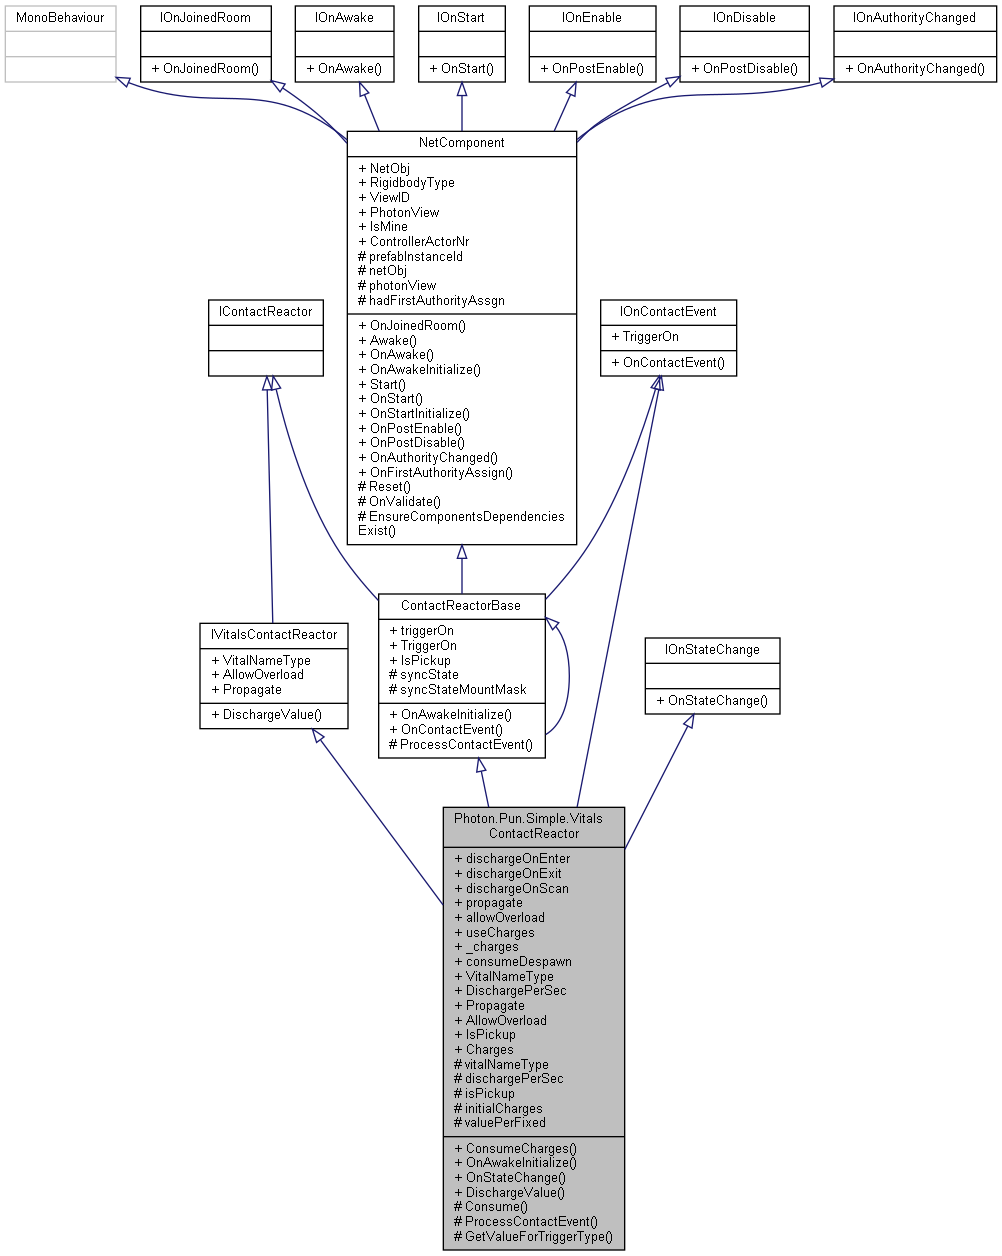 MonoBehaviour
IOnJoinedRoom
+ OnJoinedRoom()
IOnAwake
+ OnAwake()
IOnStart
+ OnStart()
IOnEnable
+ OnPostEnable()
IOnDisable
+ OnPostDisable()
IOnAuthorityChanged
+ OnAuthorityChanged()
NetComponent
+ NetObj
+ RigidbodyType
+ ViewID
+ PhotonView
+ IsMine
+ ControllerActorNr
# prefabInstanceId
# netObj
# photonView
# hadFirstAuthorityAssgn
+ OnJoinedRoom()
+ Awake()
+ OnAwake()
+ OnAwakeInitialize()
+ Start()
+ OnStart()
+ OnStartInitialize()
+ OnPostEnable()
+ OnPostDisable()
+ OnAuthorityChanged()
+ OnFirstAuthorityAssign()
# Reset()
# OnValidate()
# EnsureComponentsDependencies
Exist()
IContactReactor
IOnContactEvent
+ TriggerOn
+ OnContactEvent()
ContactReactorBase
+ triggerOn
+ TriggerOn
+ IsPickup
# syncState
# syncStateMountMask
+ OnAwakeInitialize()
+ OnContactEvent()
# ProcessContactEvent()
IVitalsContactReactor
+ VitalNameType
+ AllowOverload
+ Propagate
+ DischargeValue()
IOnStateChange
+ OnStateChange()
Photon.Pun.Simple.Vitals
ContactReactor
+ dischargeOnEnter
+ dischargeOnExit
+ dischargeOnScan
+ propagate
+ allowOverload
+ useCharges
+ _charges
+ consumeDespawn
+ VitalNameType
+ DischargePerSec
+ Propagate
+ AllowOverload
+ IsPickup
+ Charges
# vitalNameType
# dischargePerSec
# isPickup
# initialCharges
# valuePerFixed
+ ConsumeCharges()
+ OnAwakeInitialize()
+ OnStateChange()
+ DischargeValue()
# Consume()
# ProcessContactEvent()
# GetValueForTriggerType()